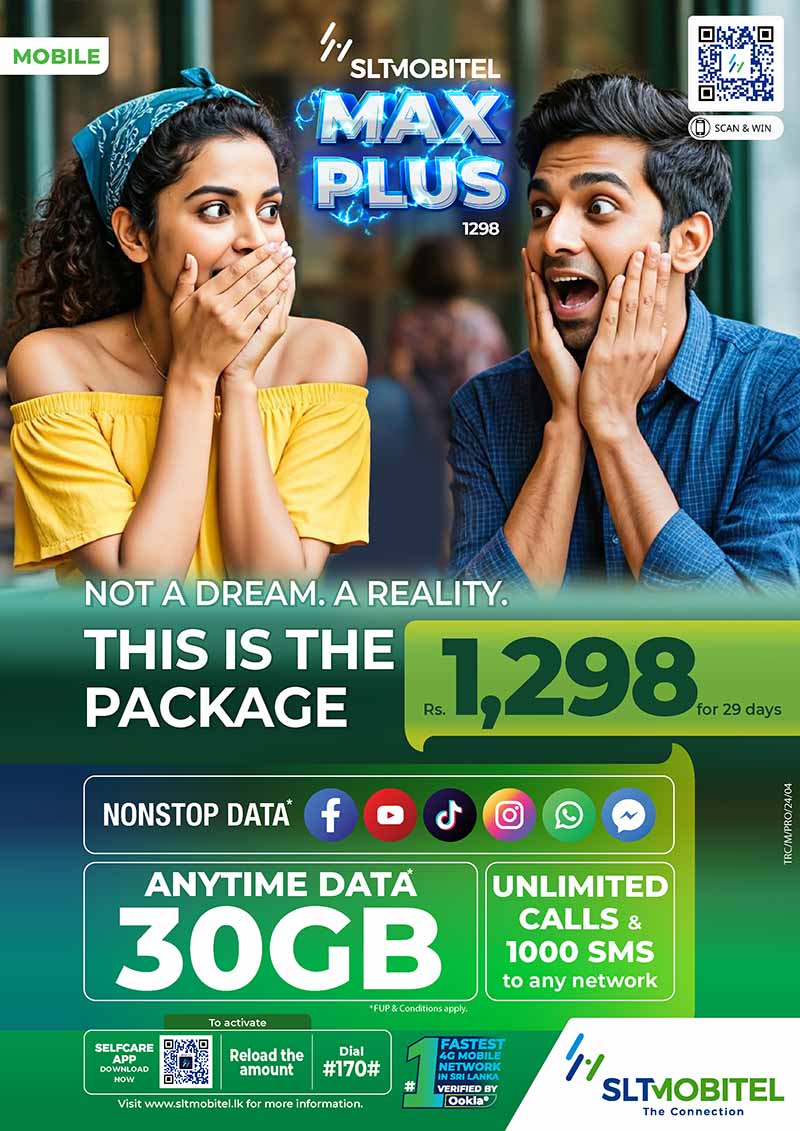 MOBILE
SLTMOBITEL
MAX
PLUS
1298
SCAN & WIN
NOT A DREAM. A REALITY.
THIS IS THE
PACKAGE
Rs. 1,298 for 29 days
NONSTOP DATA*
ANYTIME DATA*
30GB
UNLIMITED
CALLS &
1000 SMS
to any network
*FUP & Conditions apply.
To activate
SELFCARE
APP
DOWNLOAD
NOW
Reload the
amount
Dial
#170#
#1
FASTEST
4G MOBILE
NETWORK
IN SRI LANKA
VERIFIED BY
Ookla®
Visit www.sltmobitel.lk for more information.
SLTMOBITEL
The Connection
TRC/M/PRO/24/04